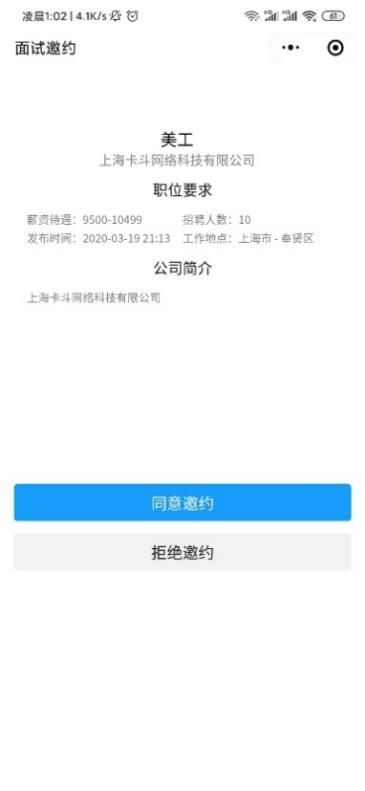 凌晨1:02 | 4.1K/s
61
面试邀约
美工
上海卡斗网络科技有限公司
职位要求
薪资待遇：9500-10499 招聘人数：10
发布时间：2020-03-19 21:13 工作地点：上海市 - 奉贤区
公司简介
上海卡斗网络科技有限公司
同意邀约
拒绝邀约